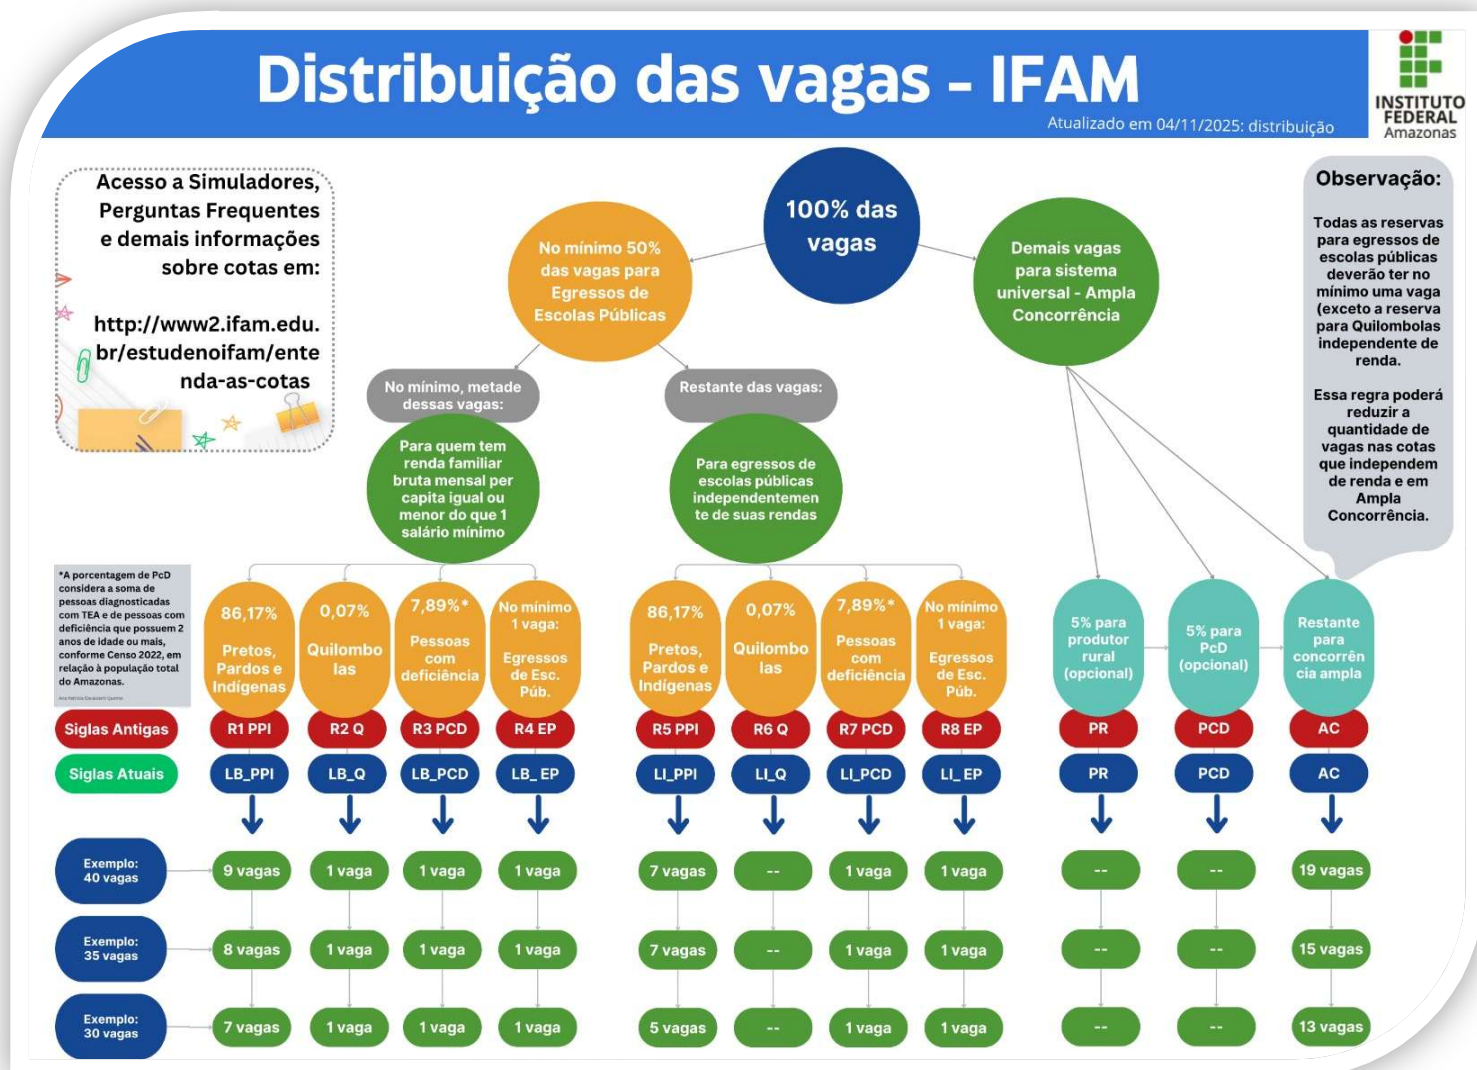 Distribuição das vagas - IFAM
Atualizado em 04/11/2025: distribuição
INSTITUTO
FEDERAL
Amazonas
Acesso a Simuladores,
Perguntas Frequentes
e demais informações
sobre cotas em:
http://www2.ifam.edu.
br/estudenoifam/ente
nda-as-cotas
100% das
vagas
No mínimo 50%
das vagas para
Egressos de
Escolas Públicas
Demais vagas
para sistema
universal - Ampla
Concorrência
Observação:
Todas as reservas
para egressos de
escolas públicas
deverão ter no
mínimo uma vaga
(exceto a reserva
para Quilombolas
independente de
renda.
Essa regra poderá
reduzir a
quantidade de
vagas nas cotas
que independem
de renda e em
Ampla
Concorrência.
No mínimo, metade
dessas vagas:
Restante das vagas:
Para quem tem
renda familiar
bruta mensal per
capita igual ou
menor do que 1
salário mínimo
Para egressos de
escolas públicas
independentemen
te de suas rendas
*A porcentagem de PcD
considera a soma de
pessoas diagnosticadas
com TEA e de pessoas com
deficiência que possuem 2
anos de idade ou mais,
conforme Censo 2022, em
relação à população total
do Amazonas.
86,17%
Pretos,
Pardos e
Indígenas
0,07%
Quilombo
las
7,89%*
Pessoas
com
deficiência
No mínimo
1 vaga:
Egressos
de Esc.
Púb.
86,17%
Pretos,
Pardos e
Indígenas
0,07%
Quilombo
las
7,89%*
Pessoas
com
deficiência
No mínimo
1 vaga:
Egressos
de Esc.
Púb.
5% para
produtor
rural
(opcional)
5% para
PcD
(opcional)
Restante
para
concorrên
cia ampla
Siglas Antigas R1 PPI R2 Q R3 PCD R4 EP R5 PPI R6 Q R7 PCD R8 EP PR PCD AC
Siglas Atuais LB_PPI LB_Q LB_PCD LB_ EP LI_PPI LI_Q LI_PCD LI_ EP PR PCD AC
Exemplo:
40 vagas
9 vagas 1 vaga 1 vaga 1 vaga 7 vagas -- 1 vaga 1 vaga -- -- 19 vagas
Exemplo:
35 vagas
8 vagas 1 vaga 1 vaga 1 vaga 7 vagas -- 1 vaga 1 vaga -- -- 15 vagas
Exemplo:
30 vagas
7 vagas 1 vaga 1 vaga 1 vaga 5 vagas -- 1 vaga 1 vaga -- -- 13 vagas